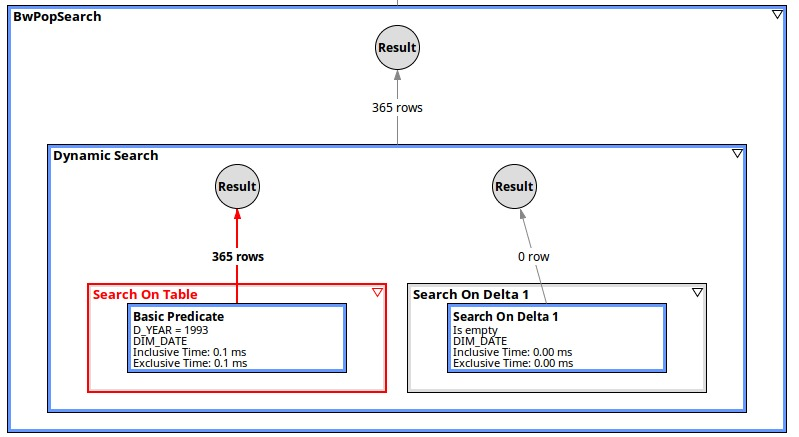 BwPopSearch
Result
365 rows
Dynamic Search
Result
Result
365 rows
0 row
Search On Table
Basic Predicate
D_YEAR = 1993
DIM_DATE
Inclusive Time: 0.1 ms
Exclusive Time: 0.1 ms
Search On Delta 1
Search On Delta 1
Is empty
DIM_DATE
Inclusive Time: 0.00 ms
Exclusive Time: 0.00 ms